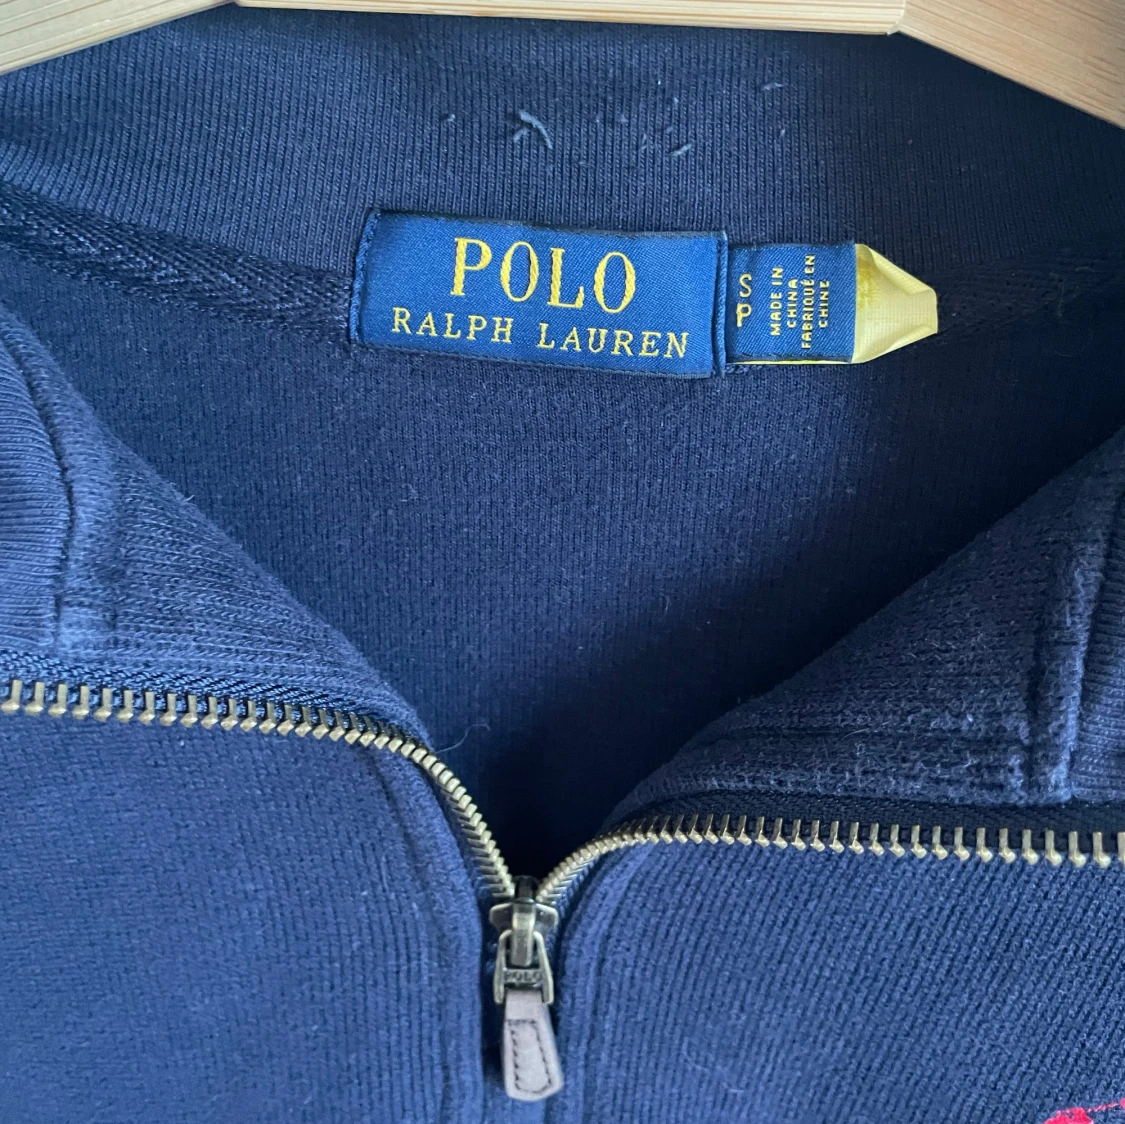 POLO
RALPH LAUREN
S
P
MADE IN
CHINA
FABRIQUÉ EN
CHINE
POLO